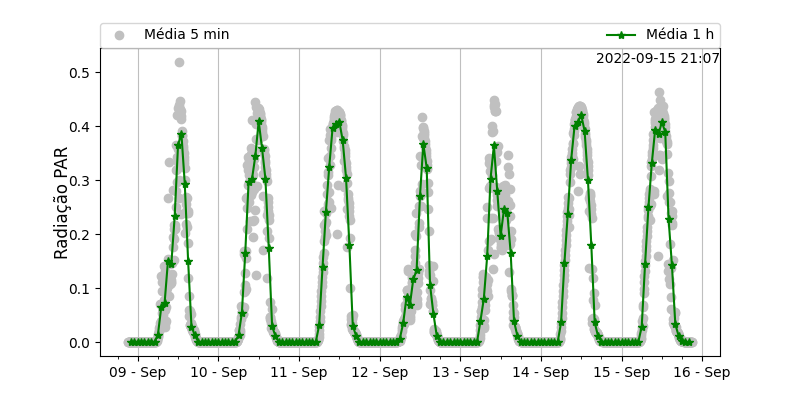 Média 5 min
Média 1 h
2022-09-15 21:07
Radiação PAR
0.5
0.4
0.3
0.2
0.1
0.0
09 - Sep
10 - Sep
11 - Sep
12 - Sep
13 - Sep
14 - Sep
15 - Sep
16 - Sep